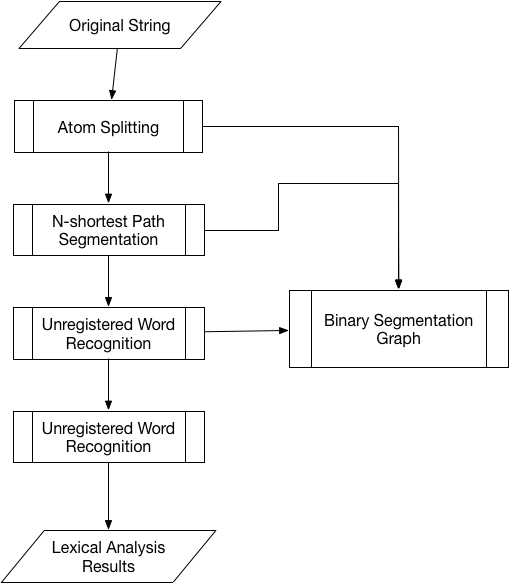 Original String
Atom Splitting
N-shortest Path
Segmentation
Unregistered Word
Recognition
Binary Segmentation
Graph
Unregistered Word
Recognition
Lexical Analysis
Results